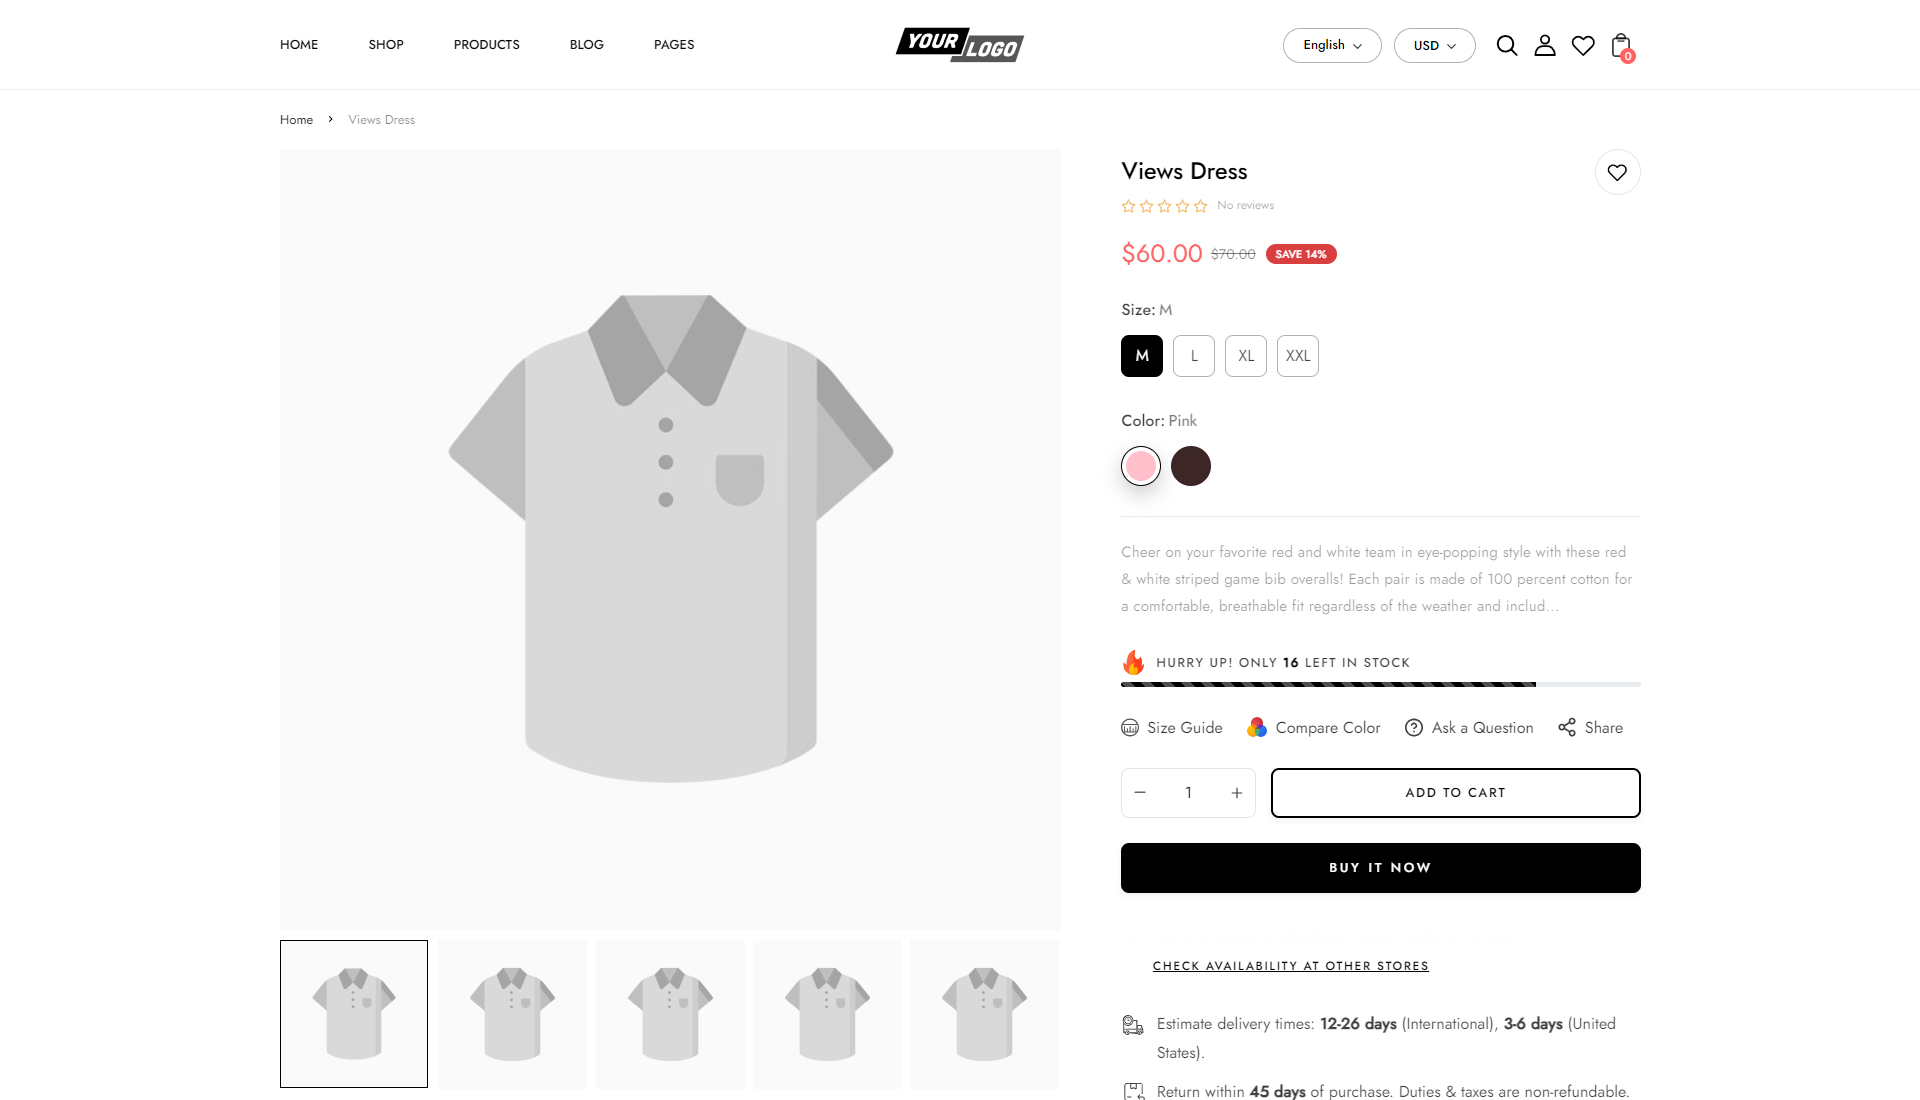 HOME
SHOP
PRODUCTS
BLOG
PAGES
YOUR
LOGO
English
USD
0
Home
Views Dress
Views Dress
No reviews
$60.00 $70.00 SAVE 14%
Size: M
M L XL XXL
Color: Pink
Cheer on your favorite red and white team in eye-popping style with these red
& white striped game bib overalls! Each pair is made of 100 percent cotton for
a comfortable, breathable fit regardless of the weather and includ...
HURRY UP! ONLY 16 LEFT IN STOCK
Size Guide
Compare Color
Ask a Question
Share
− 1 +
ADD TO CART
BUY IT NOW
CHECK AVAILABILITY AT OTHER STORES
Estimate delivery times: 12-26 days (International), 3-6 days (United
States).
Return within 45 days of purchase. Duties & taxes are non-refundable.